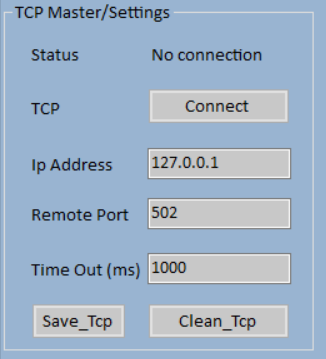 TCP Master/Settings
Status No connection
TCP Connect
Ip Address 127.0.0.1
Remote Port 502
Time Out (ms) 1000
Save_Tcp Clean_Tcp